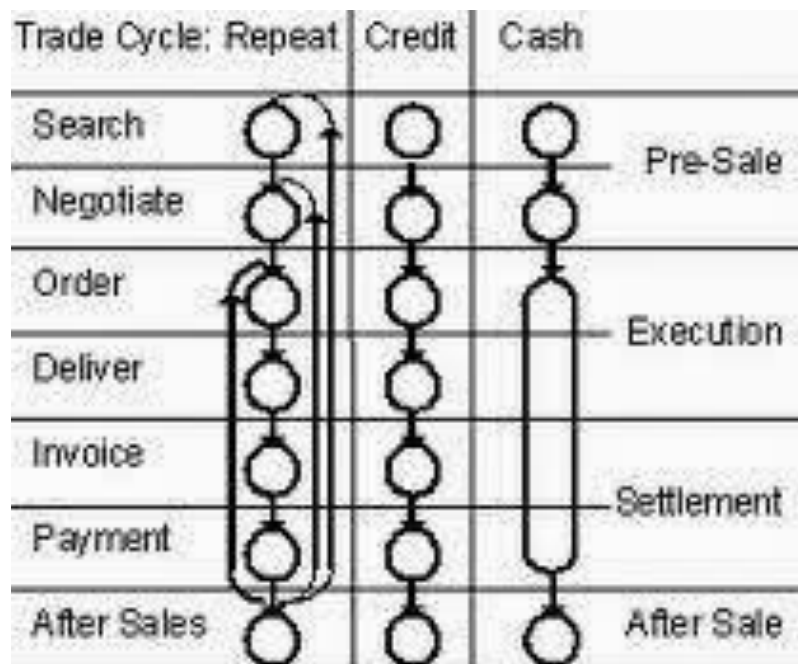 Trade Cycle: Repeat Credit Cash
Search
Pre-Sale
Negotiate
Order
Execution
Deliver
Invoice
Settlement
Payment
After Sales After Sale